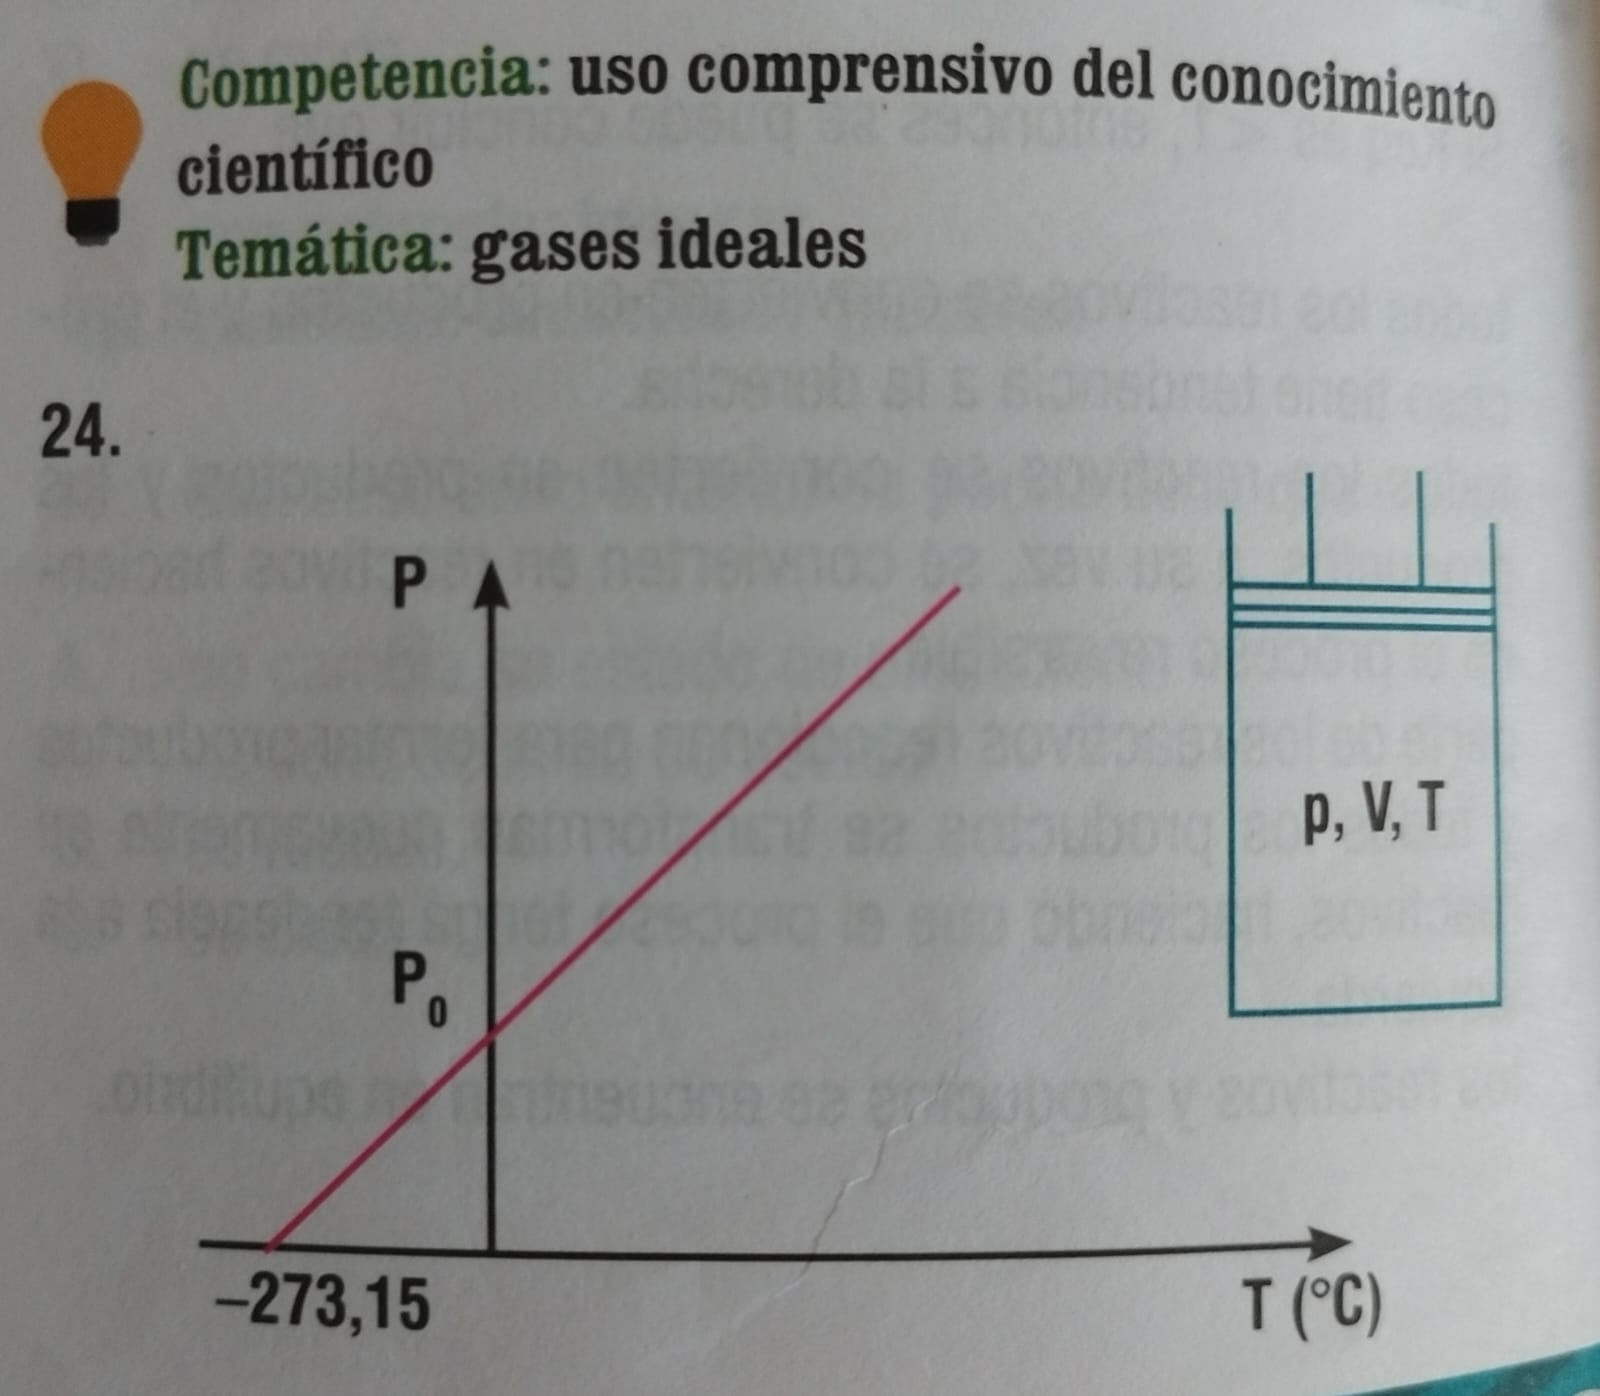 Competencia: uso comprensivo del conocimiento
científico
Temática: gases ideales
24.
P
P₀
p, V, T
–273,15
T (°C)